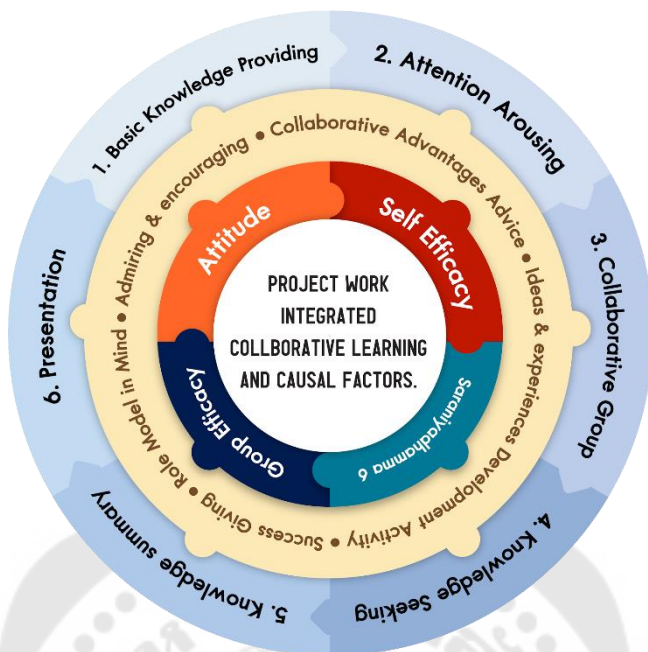 1. Basic Knowledge Providing
2. Attention Arousing
3. Collaborative Group
4. Knowledge Seeking
5. Knowledge summary
6. Presentation
Admiring & encouraging • Collaborative Advantages Advice • Ideas & experiences Development Activity • Success Giving • Role Model in Mind •
Attitude
Self Efficacy
Saraniyadhamma 6
Group Efficacy
PROJECT WORK
INTEGRATED
COLLBORATIVE LEARNING
AND CAUSAL FACTORS.